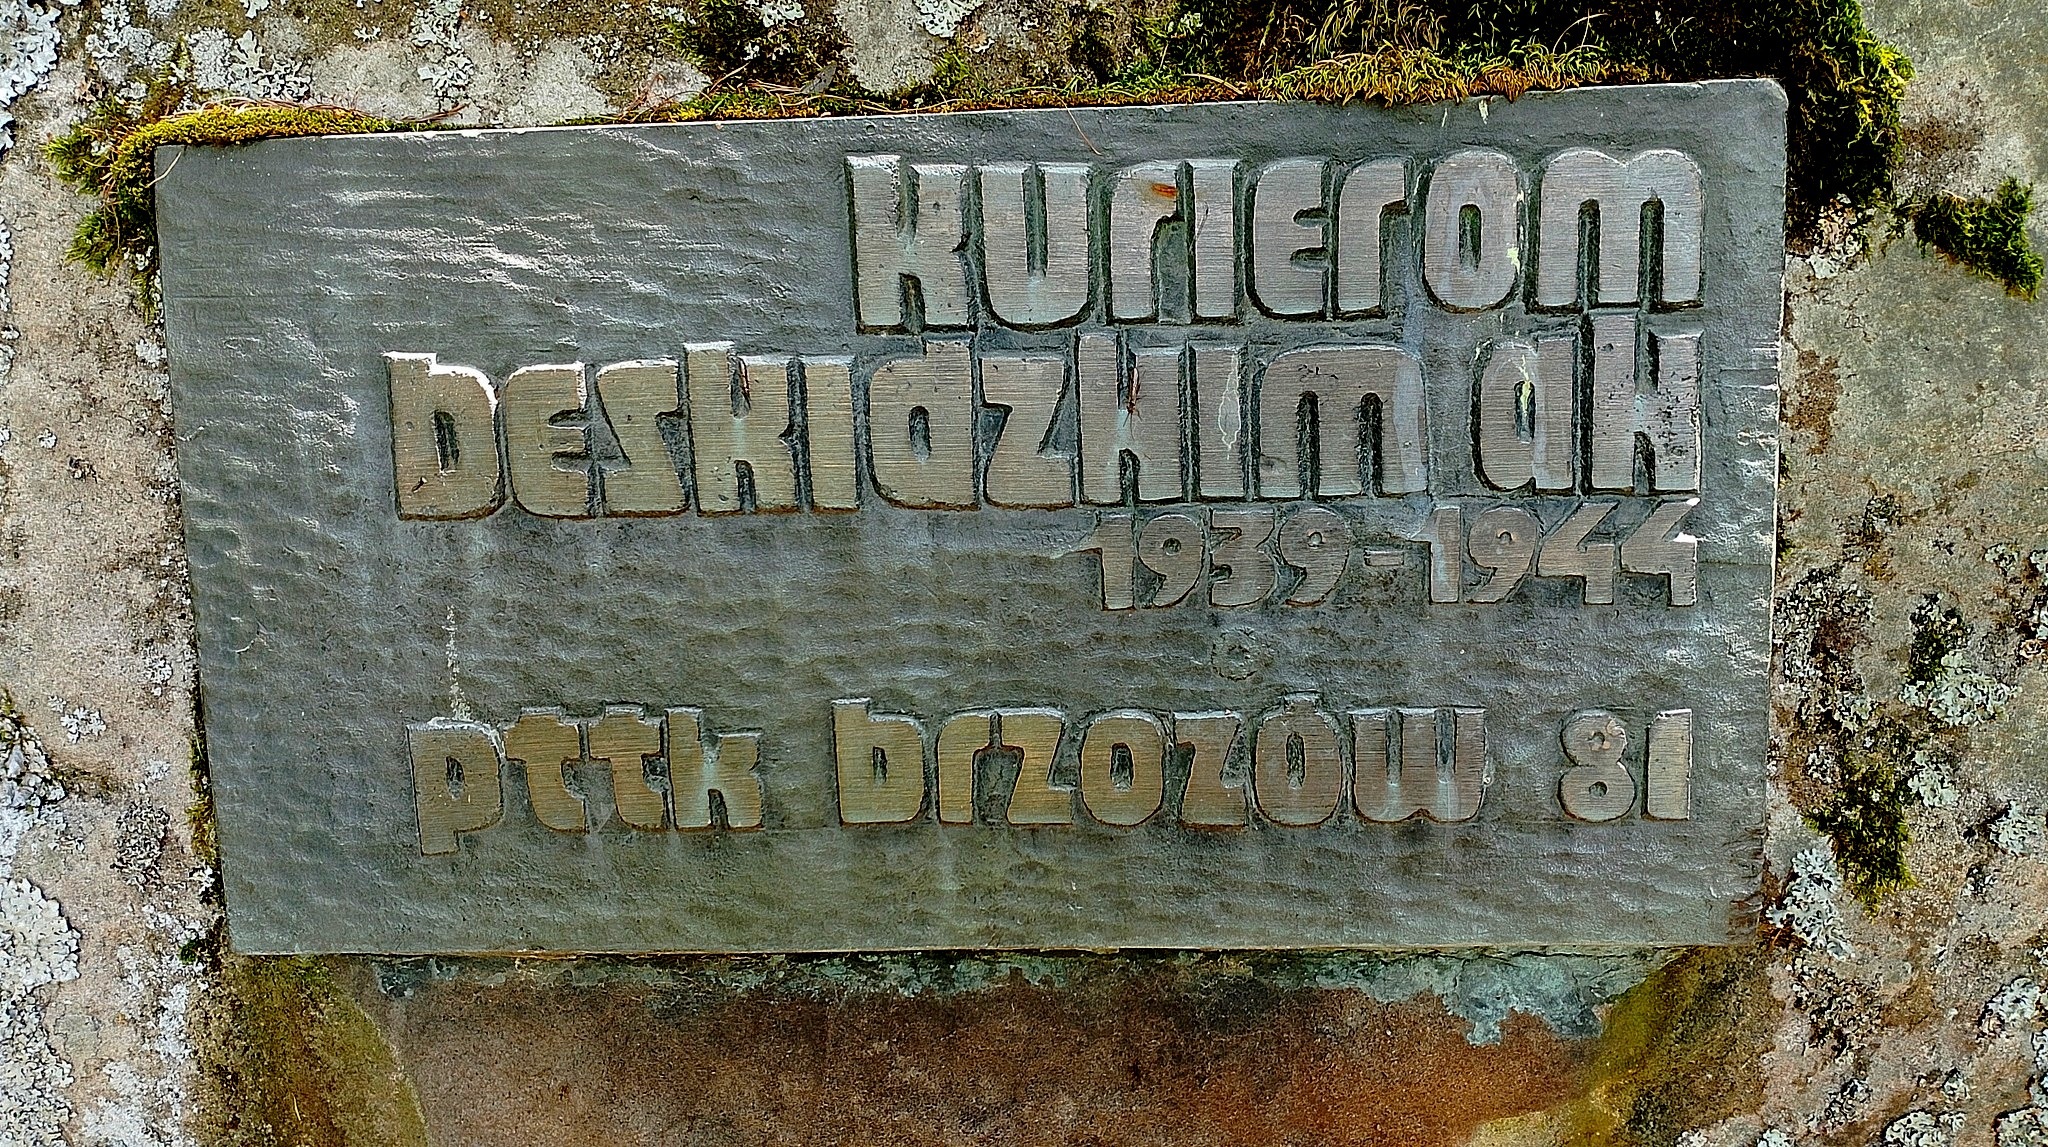 KurIerom
beskIdzkIm ak
1939-1944
pttk brzozów 81